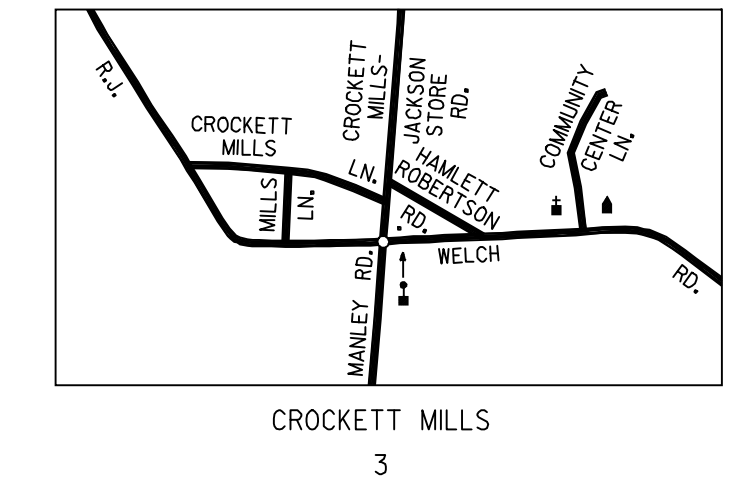 R.J.
CROCKETT
MILLS
LN.
MILLS
LN.
CROCKETT
MILLS-
JACKSON
STORE
RD.
HAMLETT
ROBERTSON
RD.
COMMUNITY
CENTER
LN.
WELCH
RD.
MANLEY
RD.
CROCKETT MILLS
3